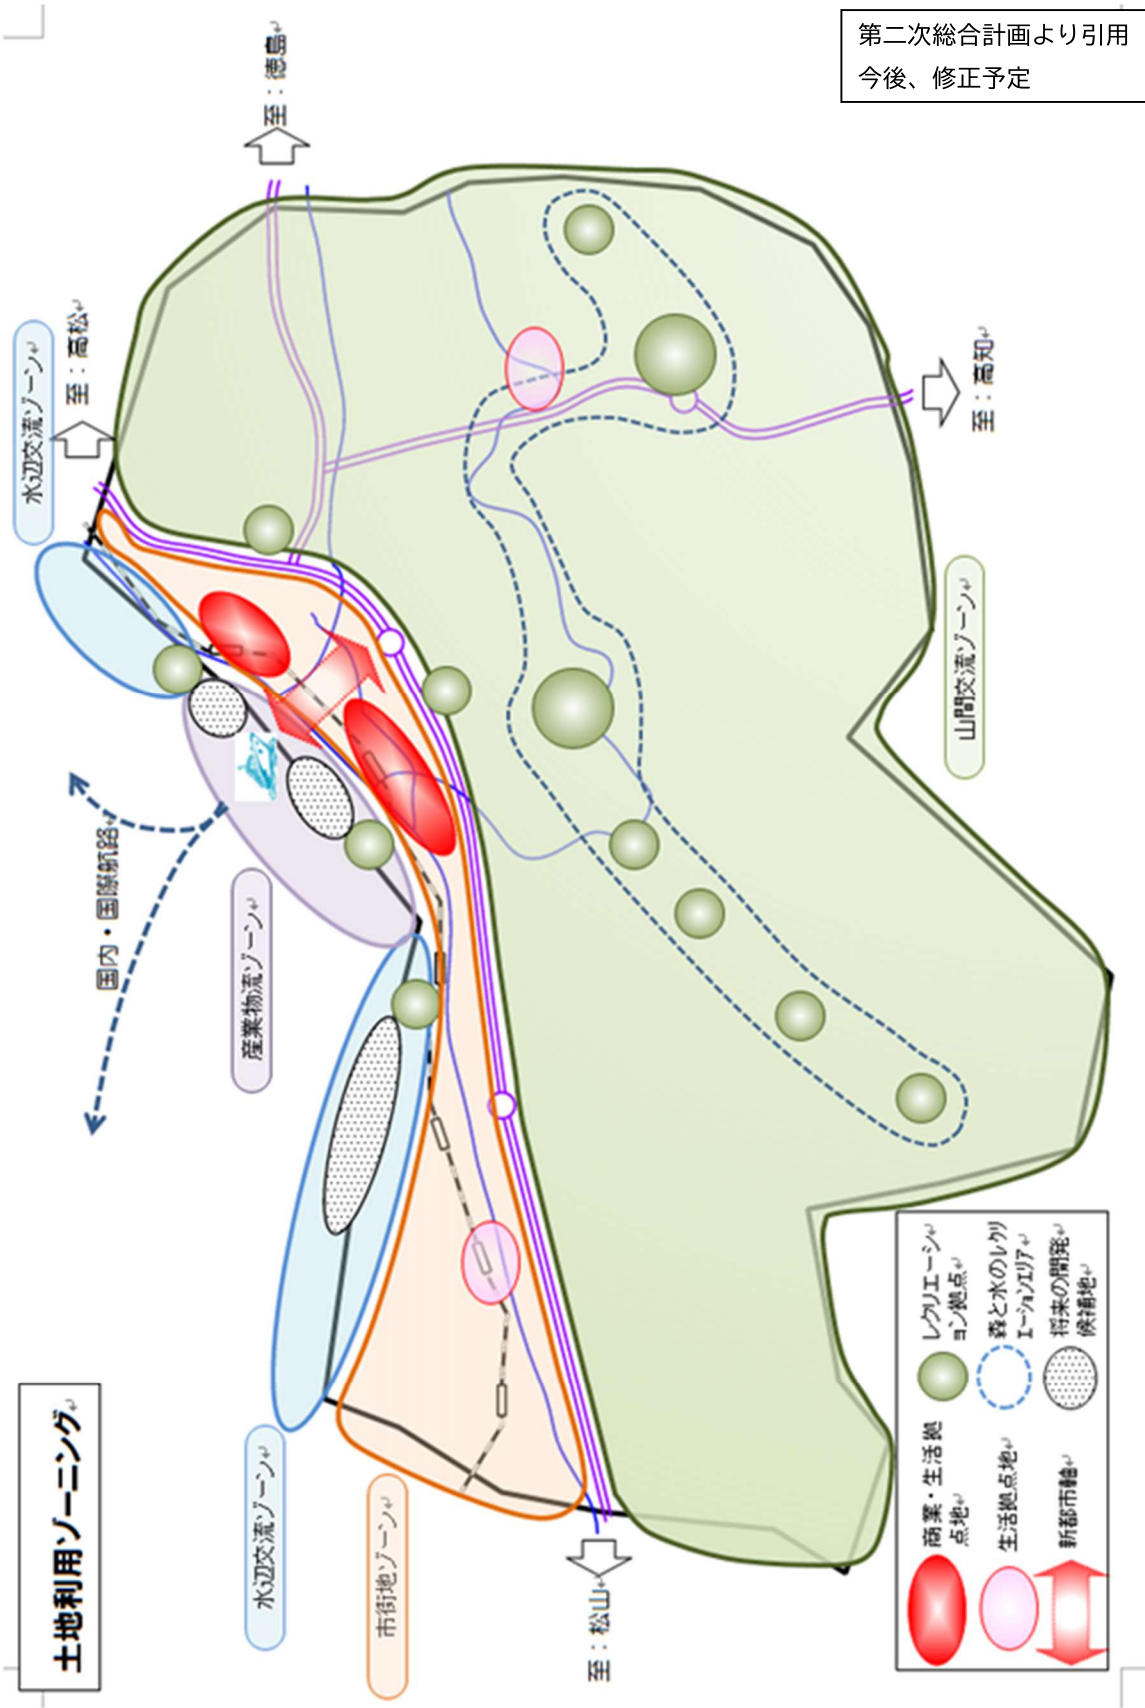 第二次総合計画より引用
今後、修正予定
土地利用ゾーニング
至：徳島
至：高松
水辺交流ゾーン
国内・国際航路
産業物流ゾーン
山間交流ゾーン
至：高知
水辺交流ゾーン
市街地ゾーン
至：松山
商業・生活拠
点地
レクリエーシ
ョン拠点
生活拠点地
森と水のレクリ
エーションエリア
新都市軸
将来の開発
候補地